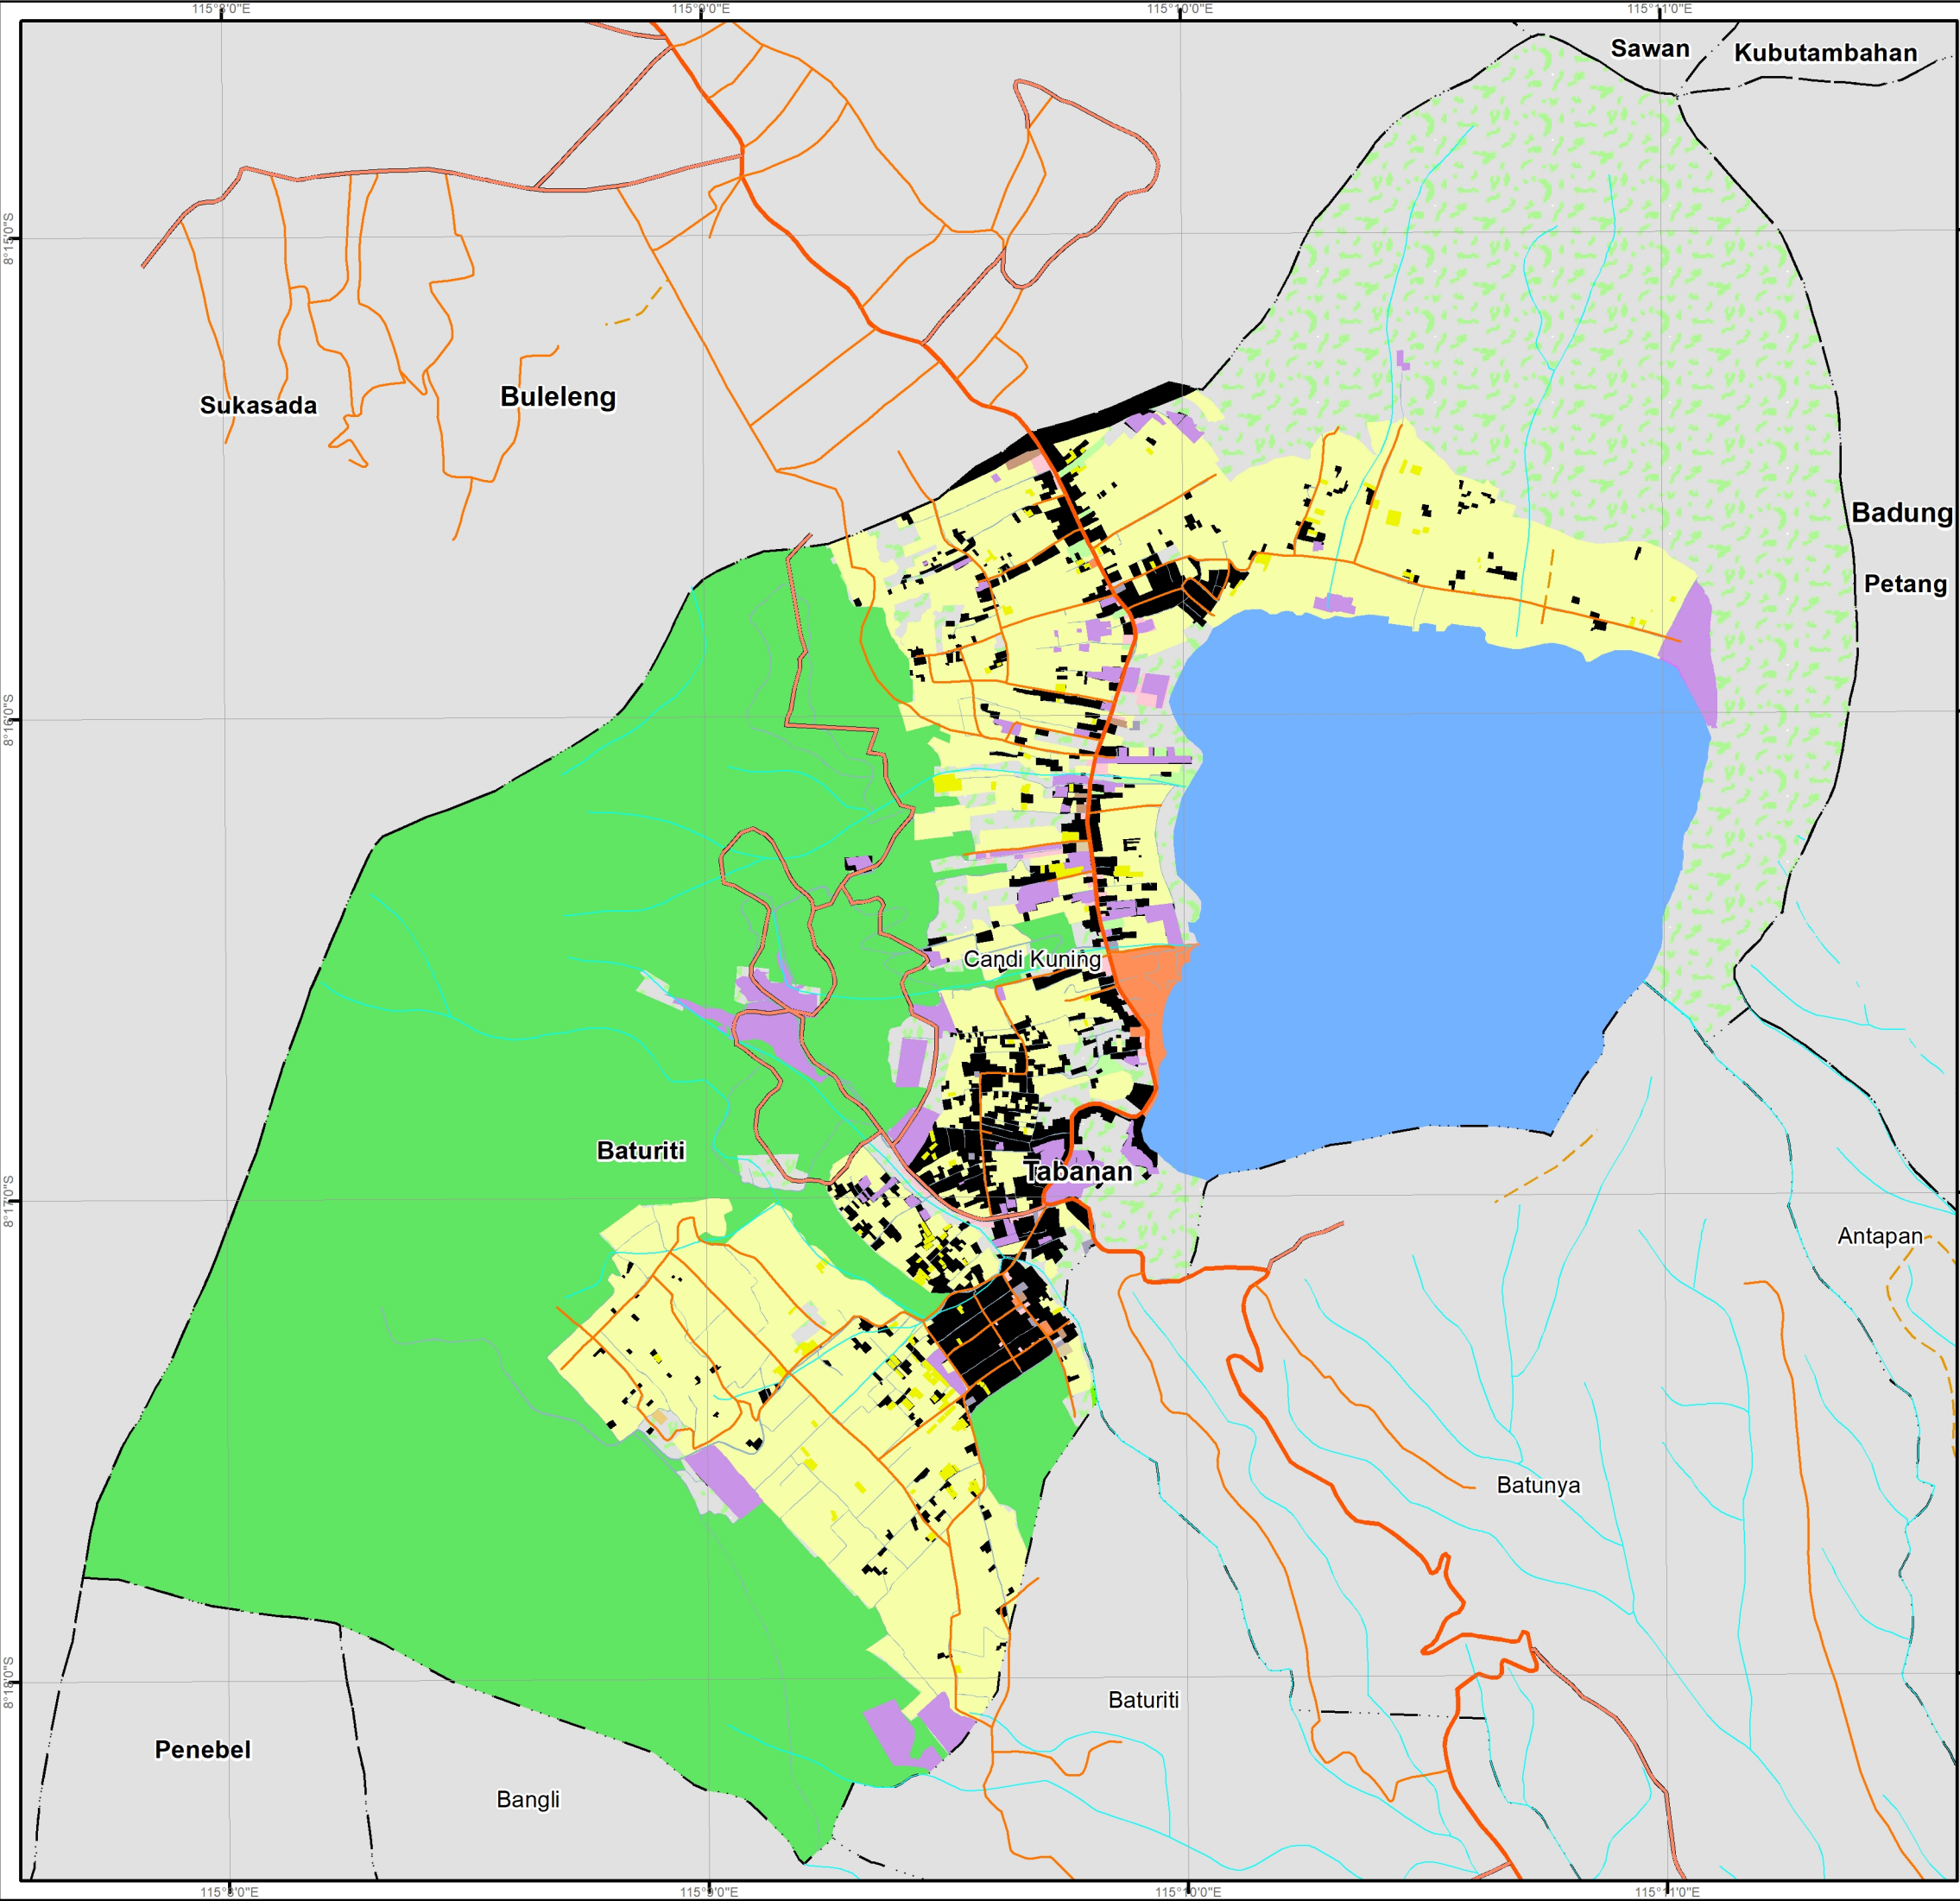 115°8'0"E 115°9'0"E 115°10'0"E 115°11'0"E
Sawan
Kubutambahan
8°15'0"S
Sukasada
Buleleng
Badung
Petang
8°16'0"S
Candi Kuning
Baturiti
Tabanan
8°17'0"S
Antapan
Batunya
8°18'0"S
Baturiti
Penebel
Bangli
115°8'0"E 115°9'0"E 115°10'0"E 115°11'0"E